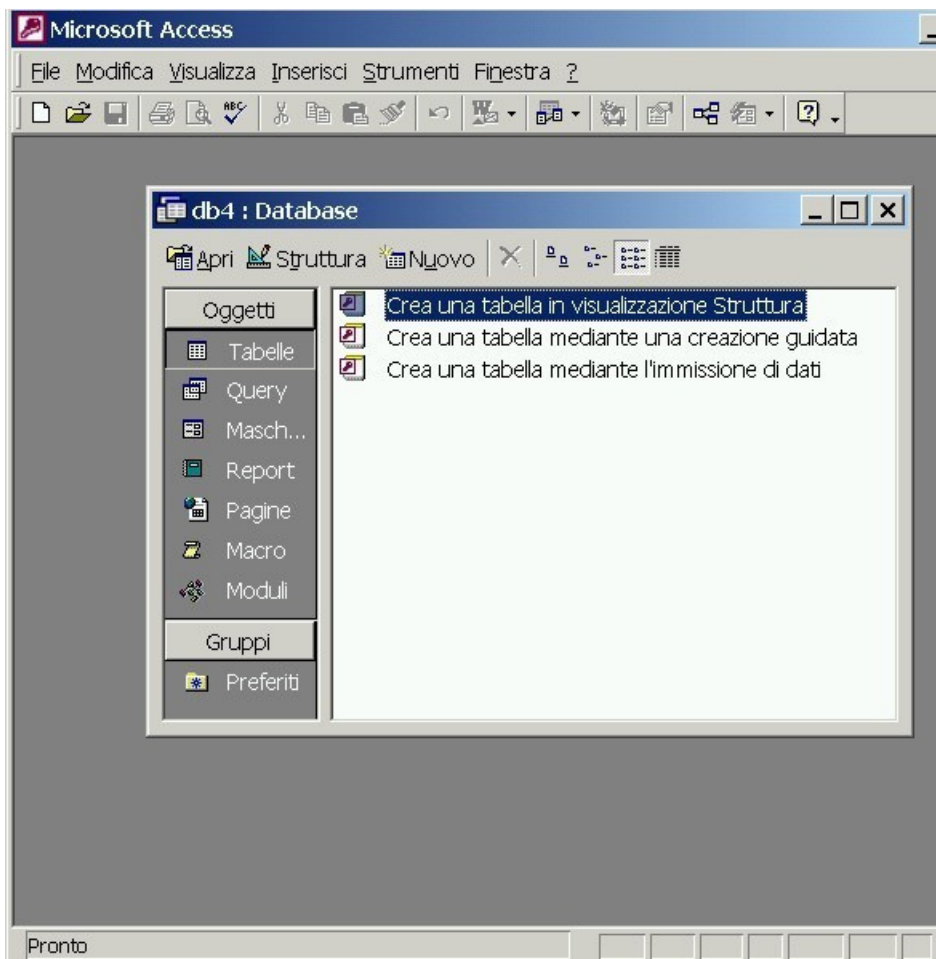 Microsoft Access
File Modifica Visualizza Inserisci Strumenti Finestra ?
ABC W
db4 : Database
Apri Struttura Nuovo
Oggetti
Crea una tabella in visualizzazione Struttura
Tabelle
Crea una tabella mediante una creazione guidata
Crea una tabella mediante l'immissione di dati
Query
Masch...
Report
Pagine
Macro
Moduli
Gruppi
Preferiti
Pronto